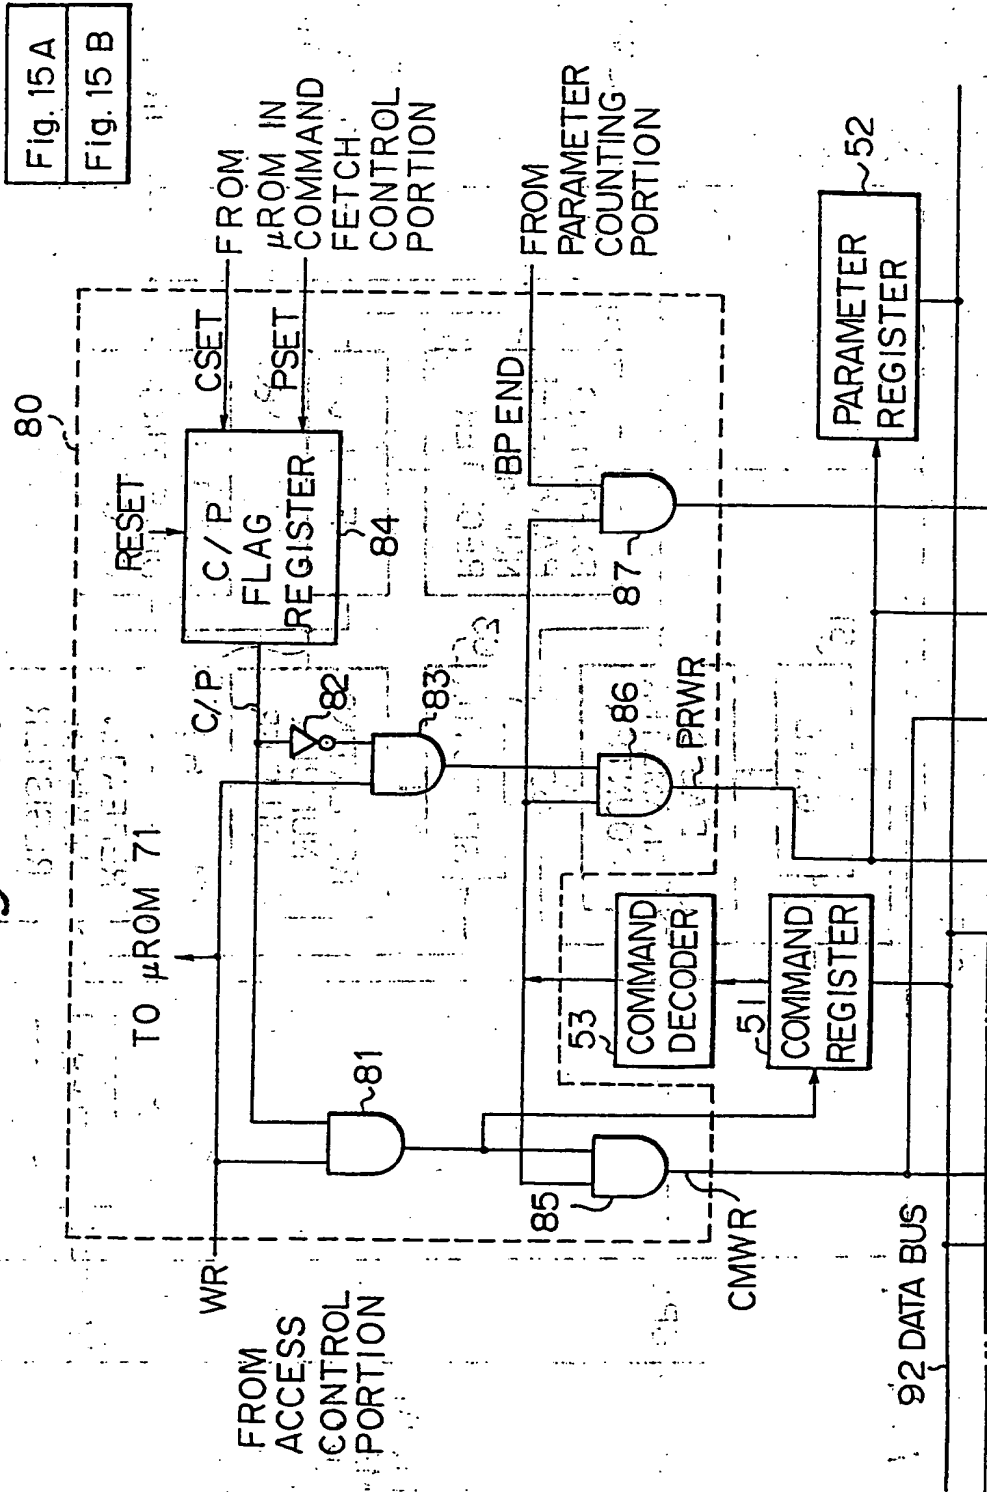 Fig. 15A
Fig. 15B
80
RESET
CSET
FROM
PSET
μROM IN
COMMAND
FETCH
CONTROL
PORTION
C/P
FLAG
REGISTER
84
C/P
82
83
TO μROM 71
WR
FROM
ACCESS
CONTROL
PORTION
81
BP END
FROM
PARAMETER
COUNTING
PORTION
87
86
85
PRWR
53
COMMAND
DECODER
51
COMMAND
REGISTER
PARAMETER
REGISTER
52
CMWR
92 DATA BUS